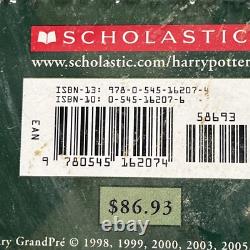 SCHOLASTIC
www.scholastic.com/harrypotter
ISBN-13: 978-0-545-16207-4
ISBN-10: 0-545-16207-6
58693
EAN
9 780545 162074
$86.93
GrandPré © 1998, 1999, 2000, 2003, 2005,